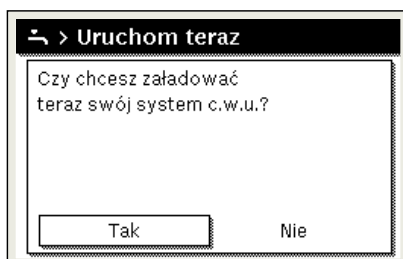 > Uruchom teraz
Czy chcesz załadować
teraz swój system c.w.u.?
Tak Nie